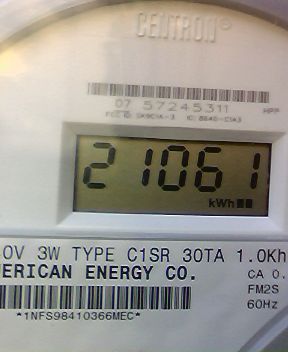 CENTRON®
07 57245311 HPP
21061
kWh
0V 3W TYPE C1SR 30TA 1.0Kh
ERICAN ENERGY CO. CA 0.
FM2S
60Hz
*1NFS98410366MEC*